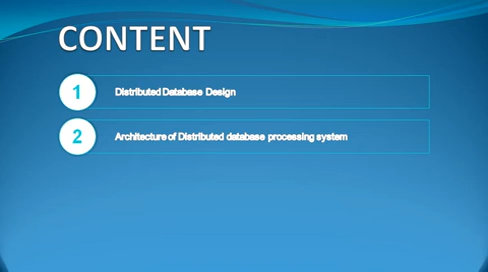 CONTENT
1 Distributed Database Design
2 Architecture of Distributed database processing system